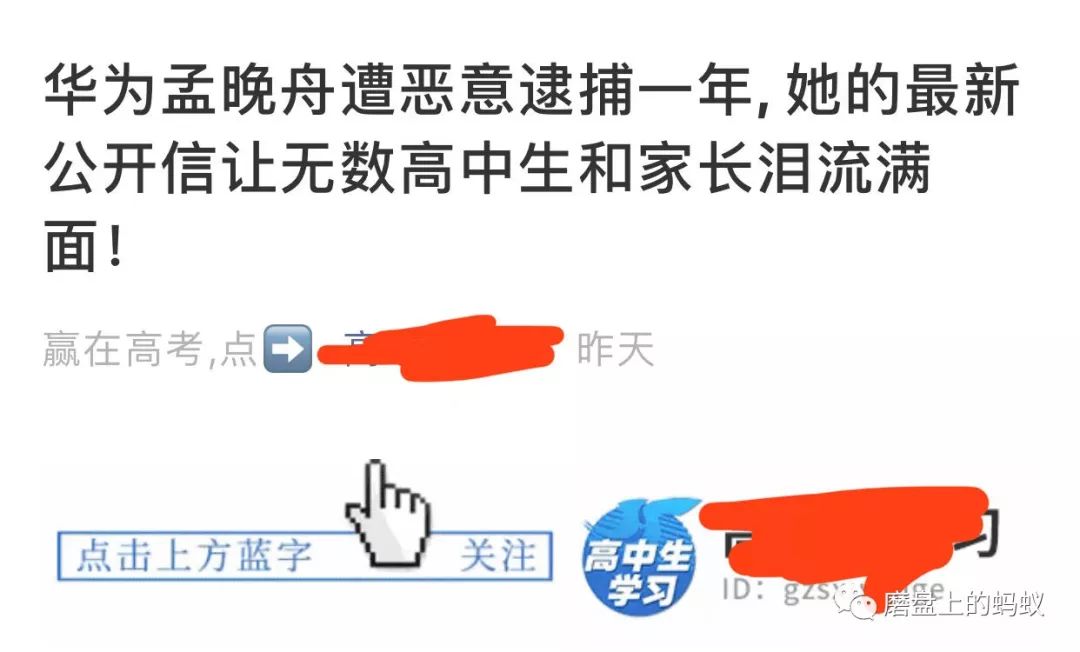 华为孟晚舟遭恶意逮捕一年,她的最新
公开信让无数高中生和家长泪流满
面!
赢在高考,点➡ 高 昨天
点击上方蓝字 关注
高中生
学习
习
ID: gzs
磨盘上的蚂蚁